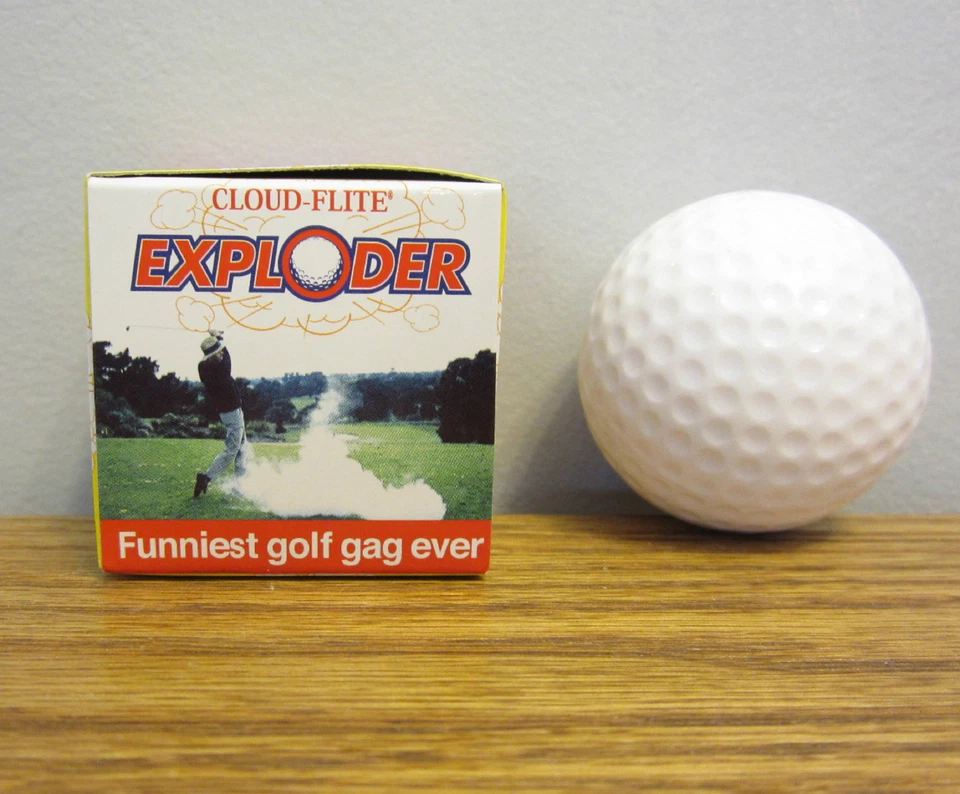 CLOUD-FLITE®
EXPLODER
Funniest golf gag ever